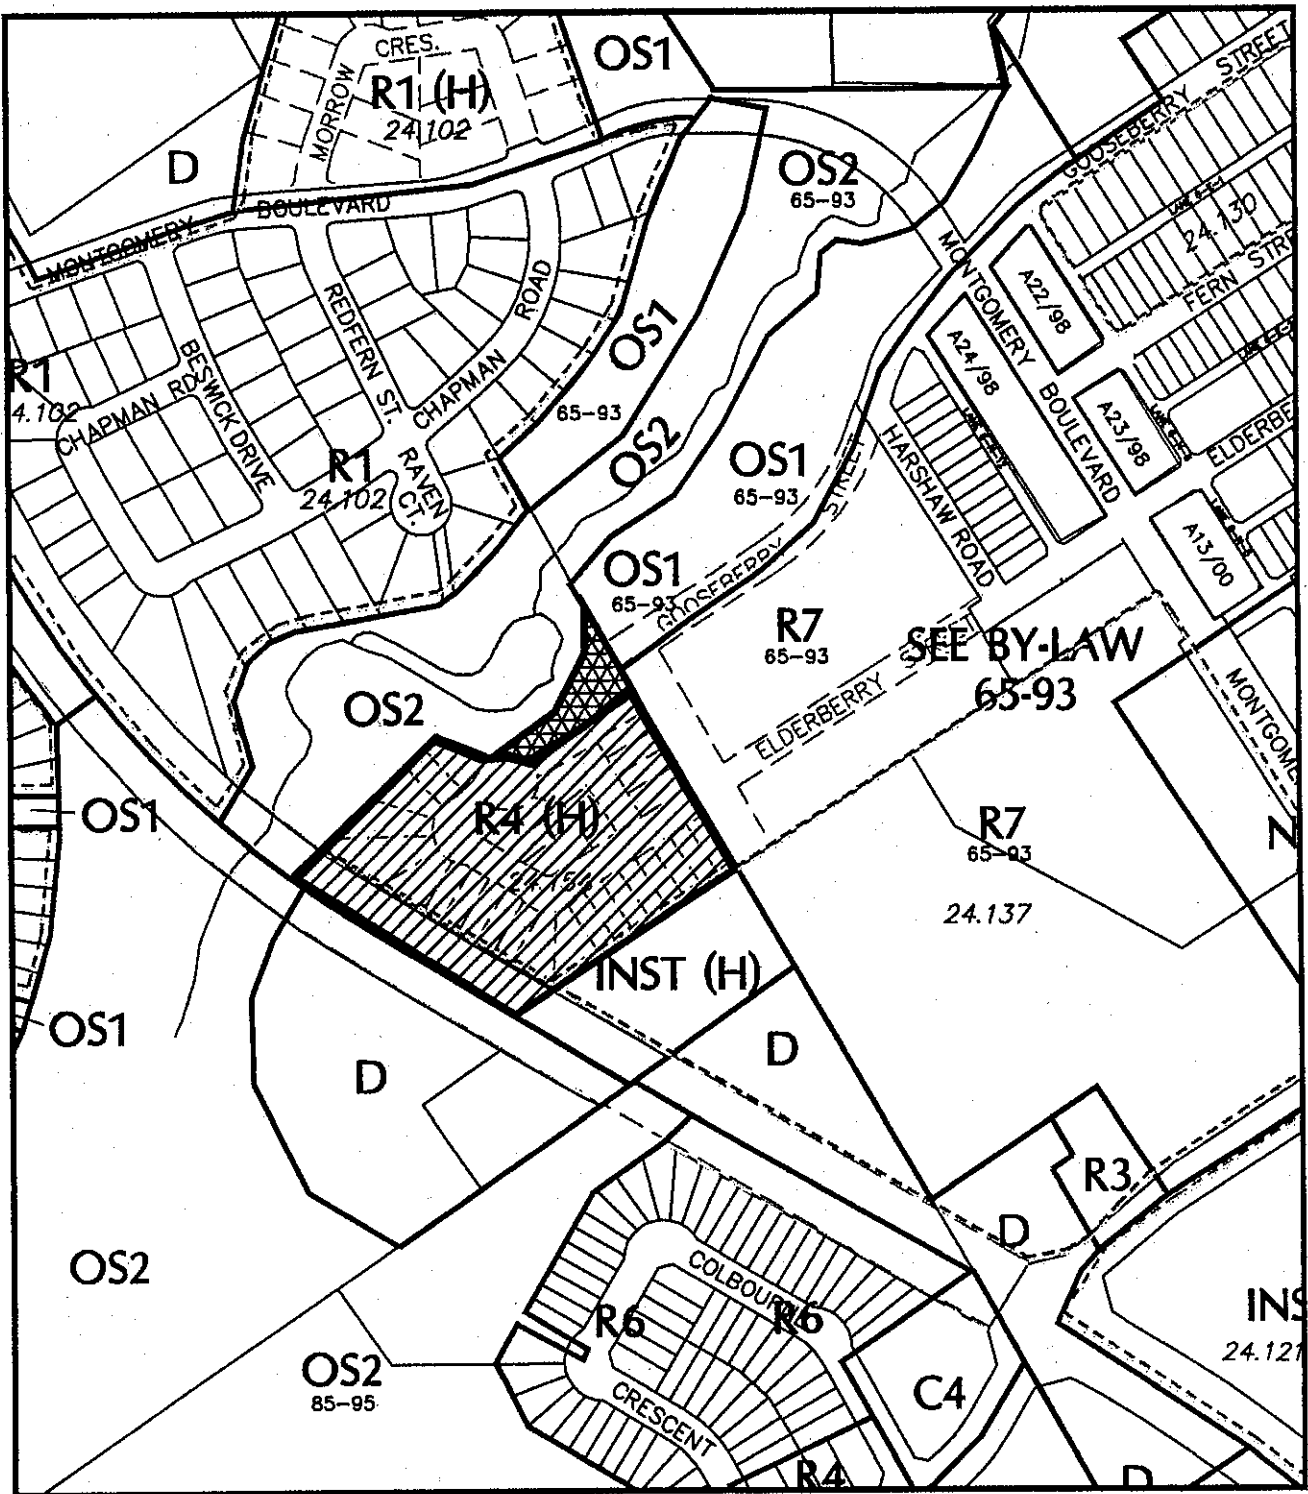 CRES.
MORROW
R1 (H)
24.102
OS1
STREET
GOOSEBERRY
D
OS2
65-93
24.130
FERN
MONTGOMERY
BOULEVARD
MONTGOMERY
BOULEVARD
A22/98
A24/98
A23/98
A13/00
ROAD
REDFERN ST.
CHAPMAN
BESWICK DRIVE
OS1
65-93
R1
4.102
CHAPMAN RD
OS2
R1
24.102
RAVEN
CT.
OS1
65-93
STREET
HARSHAW ROAD
OS1
65-93
GOOSEBERRY
R7
65-93
SEE BY-LAW
65-93
ELDERBERRY
OS2
R4 (H)
OS1
R7
65-93
24.137
N
INST (H)
OS1
D
D
R3
D
OS2
COLBOURNE
R6
R6
INS
24.121
OS2
85-95
C4
CRESCENT
R4
D